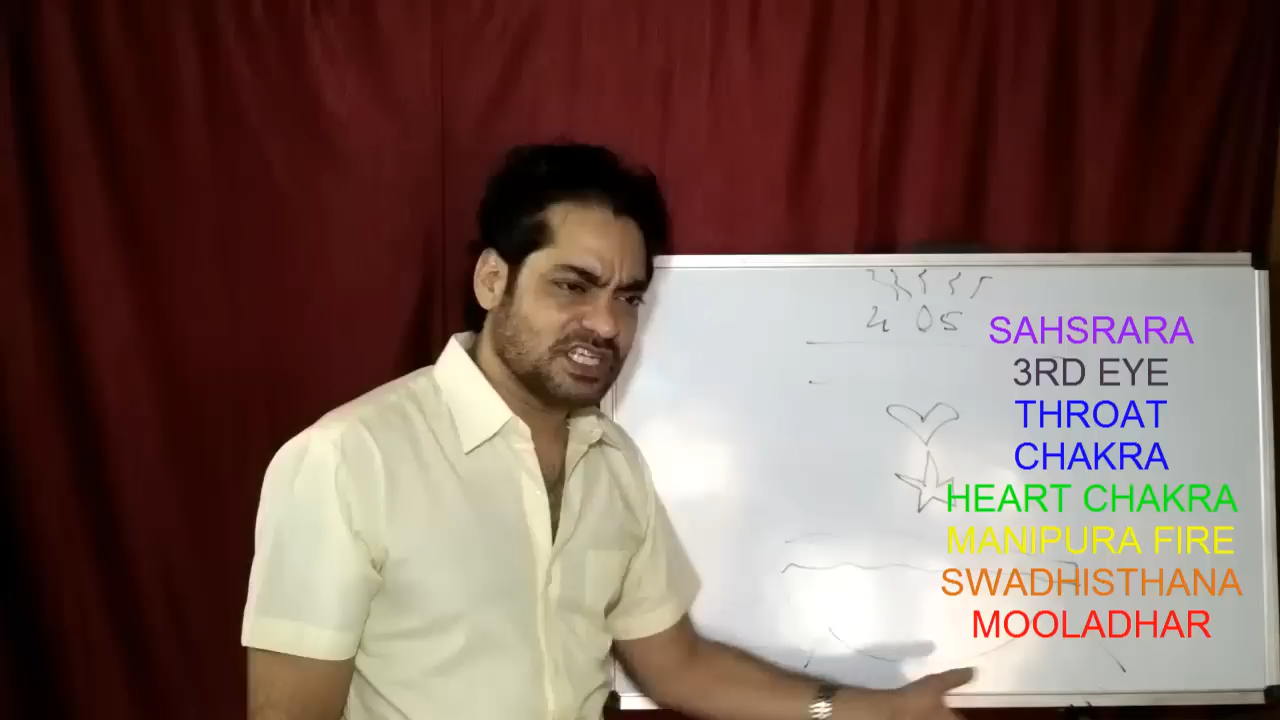 SAHSRARA
3RD EYE
THROAT
CHAKRA
HEART CHAKRA
MANIPURA FIRE
SWADHISTHANA
MOOLADHAR